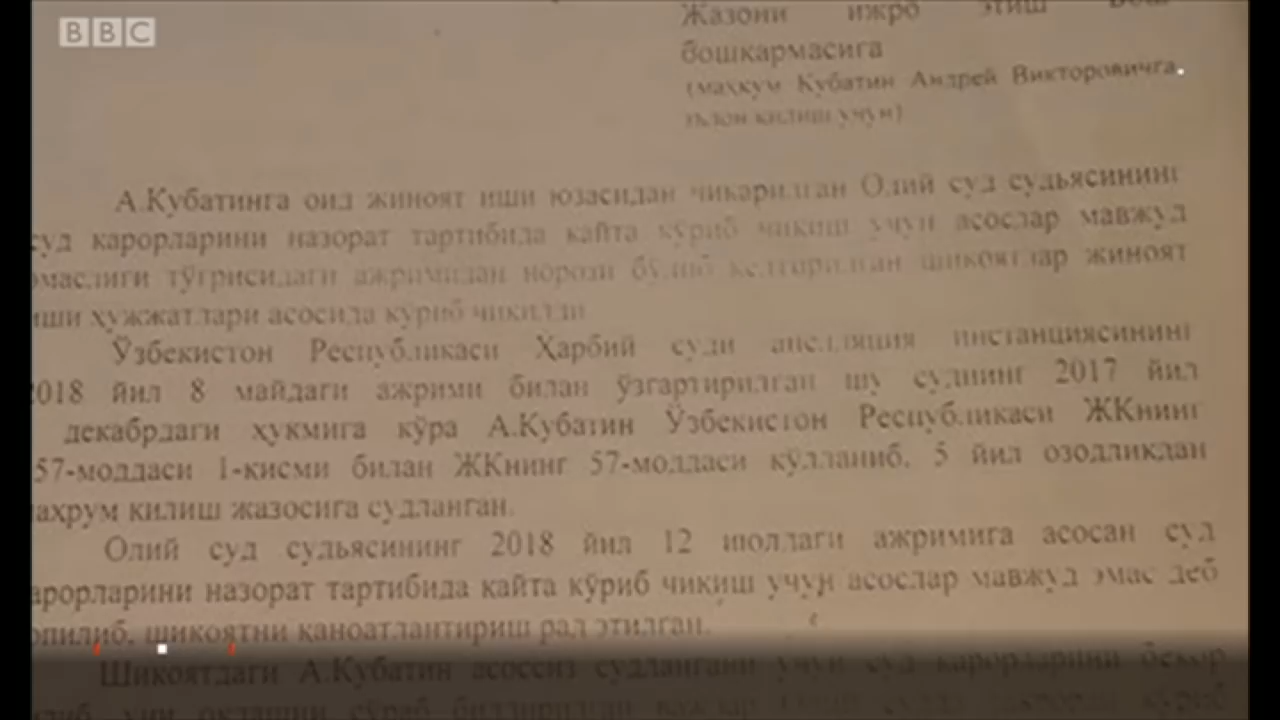 BBC
Жазони ижро этиш Бош
бошкармасига
(маҳкум Кубатин Андрей Викторовичга
эълон килиш учун)
А.Кубатинга оид жиноят иши юзасидан чикарилган Олий суд судьясининг
суд карорларини назорат тартибида кайта кўриб чикиш учун асослар мавжуд
эмаслиги тўгрисидаги ажримидан норози бўлиб келтирилган шикоятлар жиноят
иши ҳужжатлари асосида кўриб чикилди
Ўзбекистон Республикаси Ҳарбий суди апелляция инстанциясининг
2018 йил 8 майдаги ажрими билан ўзгартирилган шу суднинг 2017 йил
декабрдаги ҳукмига кўра А.Кубатин Ўзбекистон Республикаси ЖКнинг
57-моддаси 1-кисми билан ЖКнинг 57-моддаси кўлланиб, 5 йил озодликдан
махрум килиш жазосига судланган.
Олий суд судьясининг 2018 йил 12 июлдаги ажримига асосан суд
карорларини назорат тартибида кайта кўриб чикиш учун асослар мавжуд эмас деб
топилиб, шикоятни каноатлантириш рад этилган.
Шикоятдаги А.Кубатин асоссиз судлангани учун суд карорларини бекор